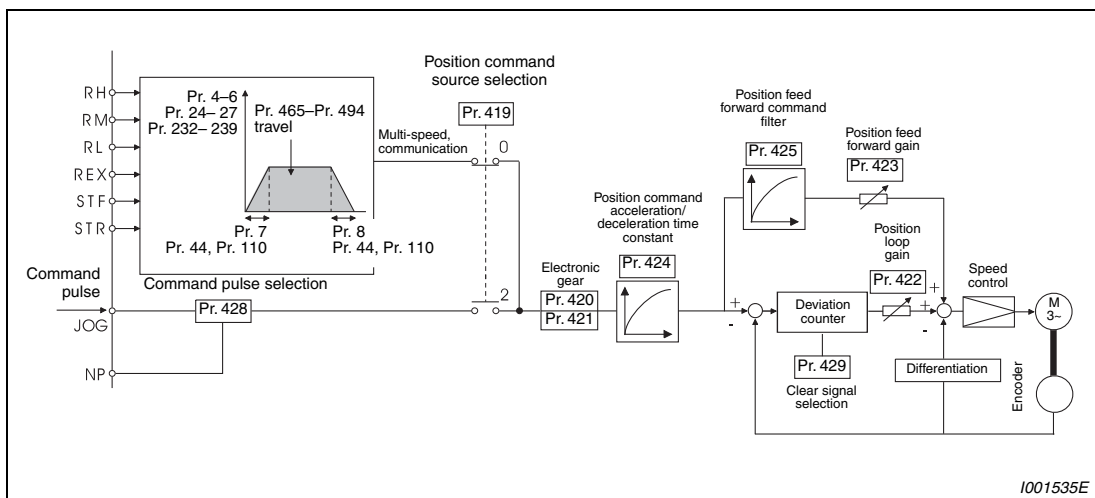 RH
RM
RL
REX
STF
STR
Pr. 4–6
Pr. 24– 27
Pr. 232– 239
Pr. 465–Pr. 494
travel
Pr. 7
Pr. 44, Pr. 110
Pr. 8
Pr. 44, Pr. 110
Command pulse selection
Command
pulse
JOG
NP
Pr. 428
Multi-speed,
communication
Position command
source selection
Pr. 419
0
2
Electronic
gear
Pr. 420
Pr. 421
Position command
acceleration/
deceleration time
constant
Pr. 424
Position feed
forward command
filter
Pr. 425
Position feed
forward gain
Pr. 423
Position
loop
gain
Pr. 422
+
-
Deviation
counter
Pr. 429
Clear signal
selection
+
+
-
Speed
control
Differentiation
M
3~
Encoder
I001535E